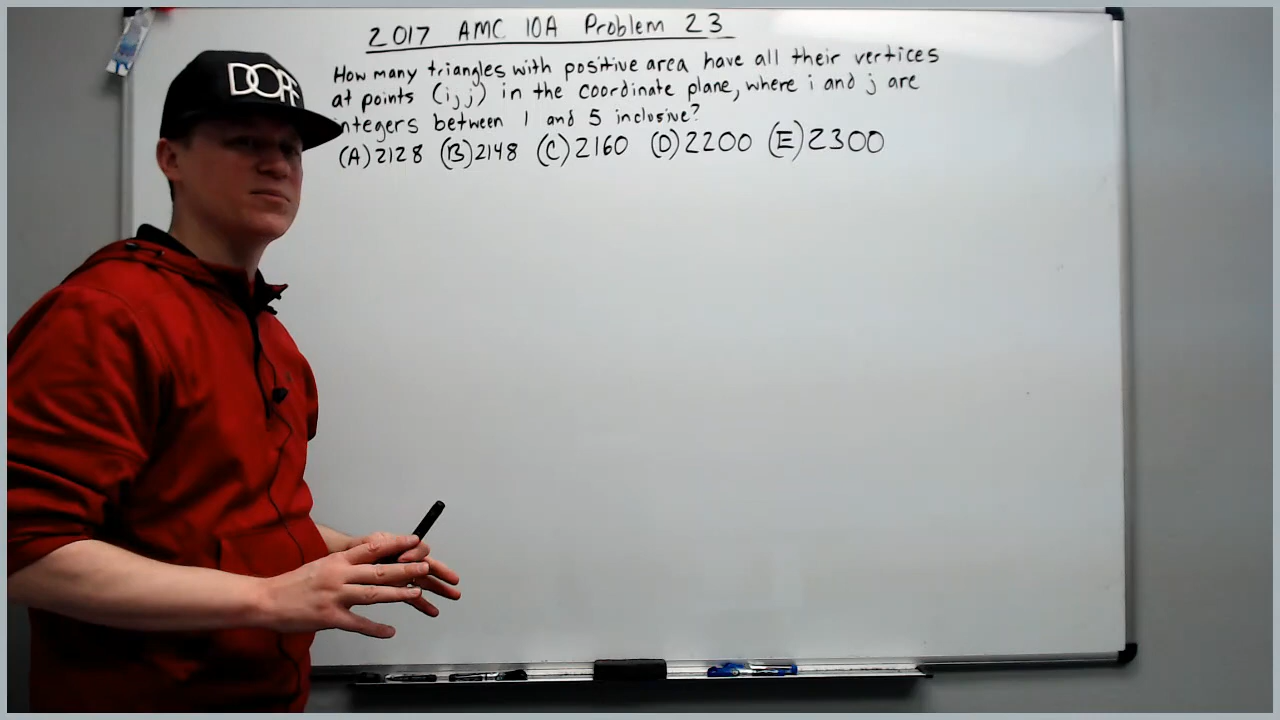 2017 AMC 10A Problem 23
How many triangles with positive area have all their vertices
at points (i,j) in the coordinate plane, where i and j are
integers between 1 and 5 inclusive?
(A) 2128 (B) 2148 (C) 2160 (D) 2200 (E) 2300
DOPE